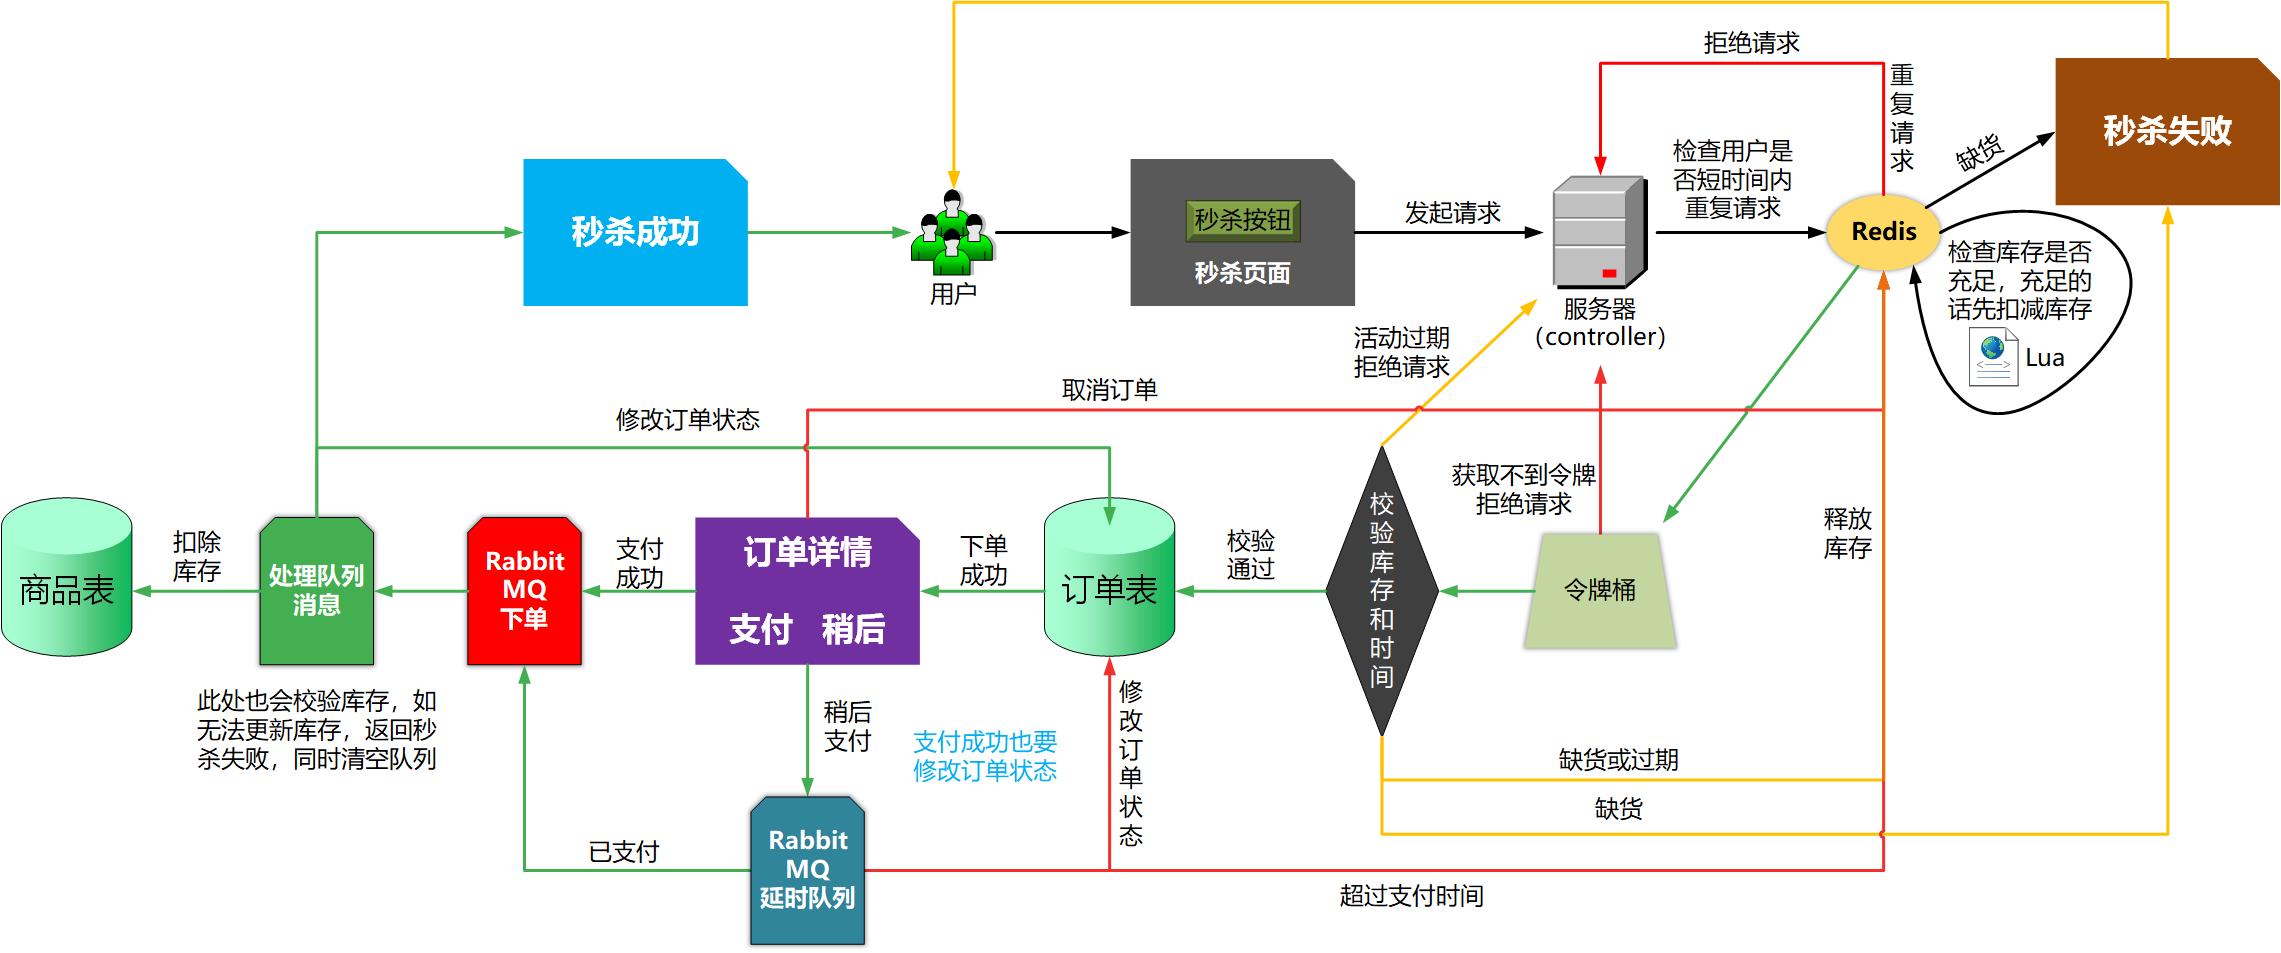 拒绝请求
重
复
请
求
秒杀失败
缺货
检查用户是
否短时间内
重复请求
秒杀成功
用户
秒杀按钮
秒杀页面
发起请求
服务器
（controller）
Redis
检查库存是否
充足，充足的
话先扣减库存
Lua
活动过期
拒绝请求
取消订单
修改订单状态
获取不到令牌
拒绝请求
释放
库存
商品表
扣除
库存
处理队列
消息
Rabbit
MQ
下单
支付
成功
订单详情
支付 稍后
下单
成功
订单表
校验
通过
校
验
库
存
和
时
间
令牌桶
此处也会校验库存，如
无法更新库存，返回秒
杀失败，同时清空队列
稍后
支付
支付成功也要
修改订单状态
修
改
订
单
状
态
缺货或过期
缺货
已支付
Rabbit
MQ
延时队列
超过支付时间